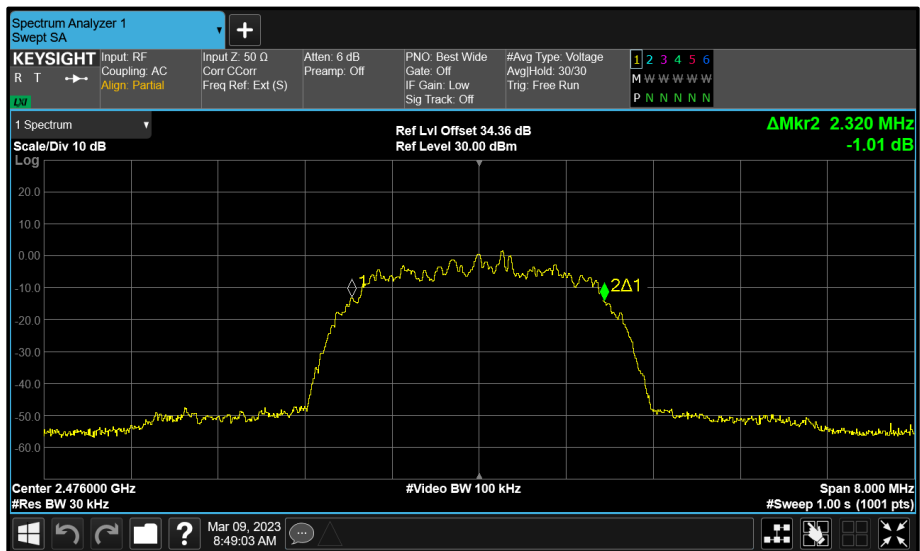 Spectrum Analyzer 1
Swept SA
KEYSIGHT
R T
LXI
Input: RF
Coupling: AC
Align: Partial
Input Z: 50 Ω
Corr CCorr
Freq Ref: Ext (S)
Atten: 6 dB
Preamp: Off
PNO: Best Wide
Gate: Off
IF Gain: Low
Sig Track: Off
#Avg Type: Voltage
Avg|Hold: 30/30
Trig: Free Run
1 2 3 4 5 6
M W W W W W
P N N N N N
1 Spectrum
Scale/Div 10 dB
Log
Ref Lvl Offset 34.36 dB
Ref Level 30.00 dBm
ΔMkr2 2.320 MHz
-1.01 dB
20.0
10.0
0.00
-10.0
-20.0
-30.0
-40.0
-50.0
-60.0
1
2Δ1
Center 2.476000 GHz
#Res BW 30 kHz
#Video BW 100 kHz
Span 8.000 MHz
#Sweep 1.00 s (1001 pts)
?
Mar 09, 2023
8:49:03 AM